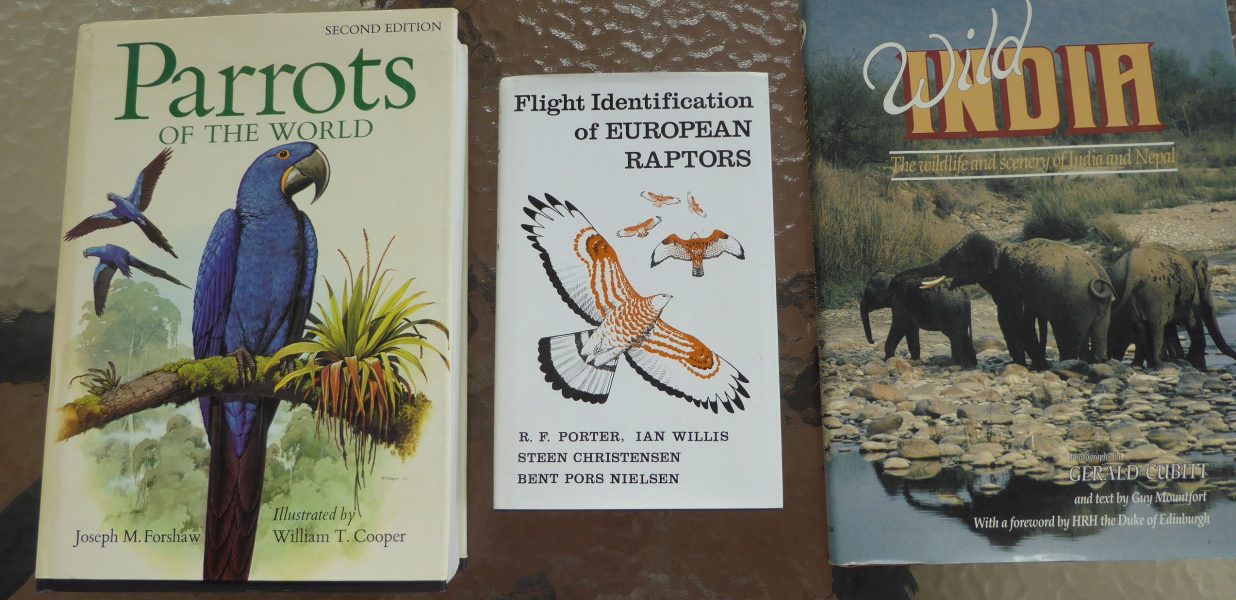 SECOND EDITION
Parrots
OF THE WORLD
Joseph M. Forshaw
Illustrated by
William T. Cooper
Flight Identification
of EUROPEAN
RAPTORS
R. F. PORTER, IAN WILLIS
STEEN CHRISTENSEN
BENT PORS NIELSEN
Wild
INDIA
The wildlife and scenery of India and Nepal
Photographs by
GERALD CUBITT
and text by Guy Mountfort
With a foreword by HRH the Duke of Edinburgh